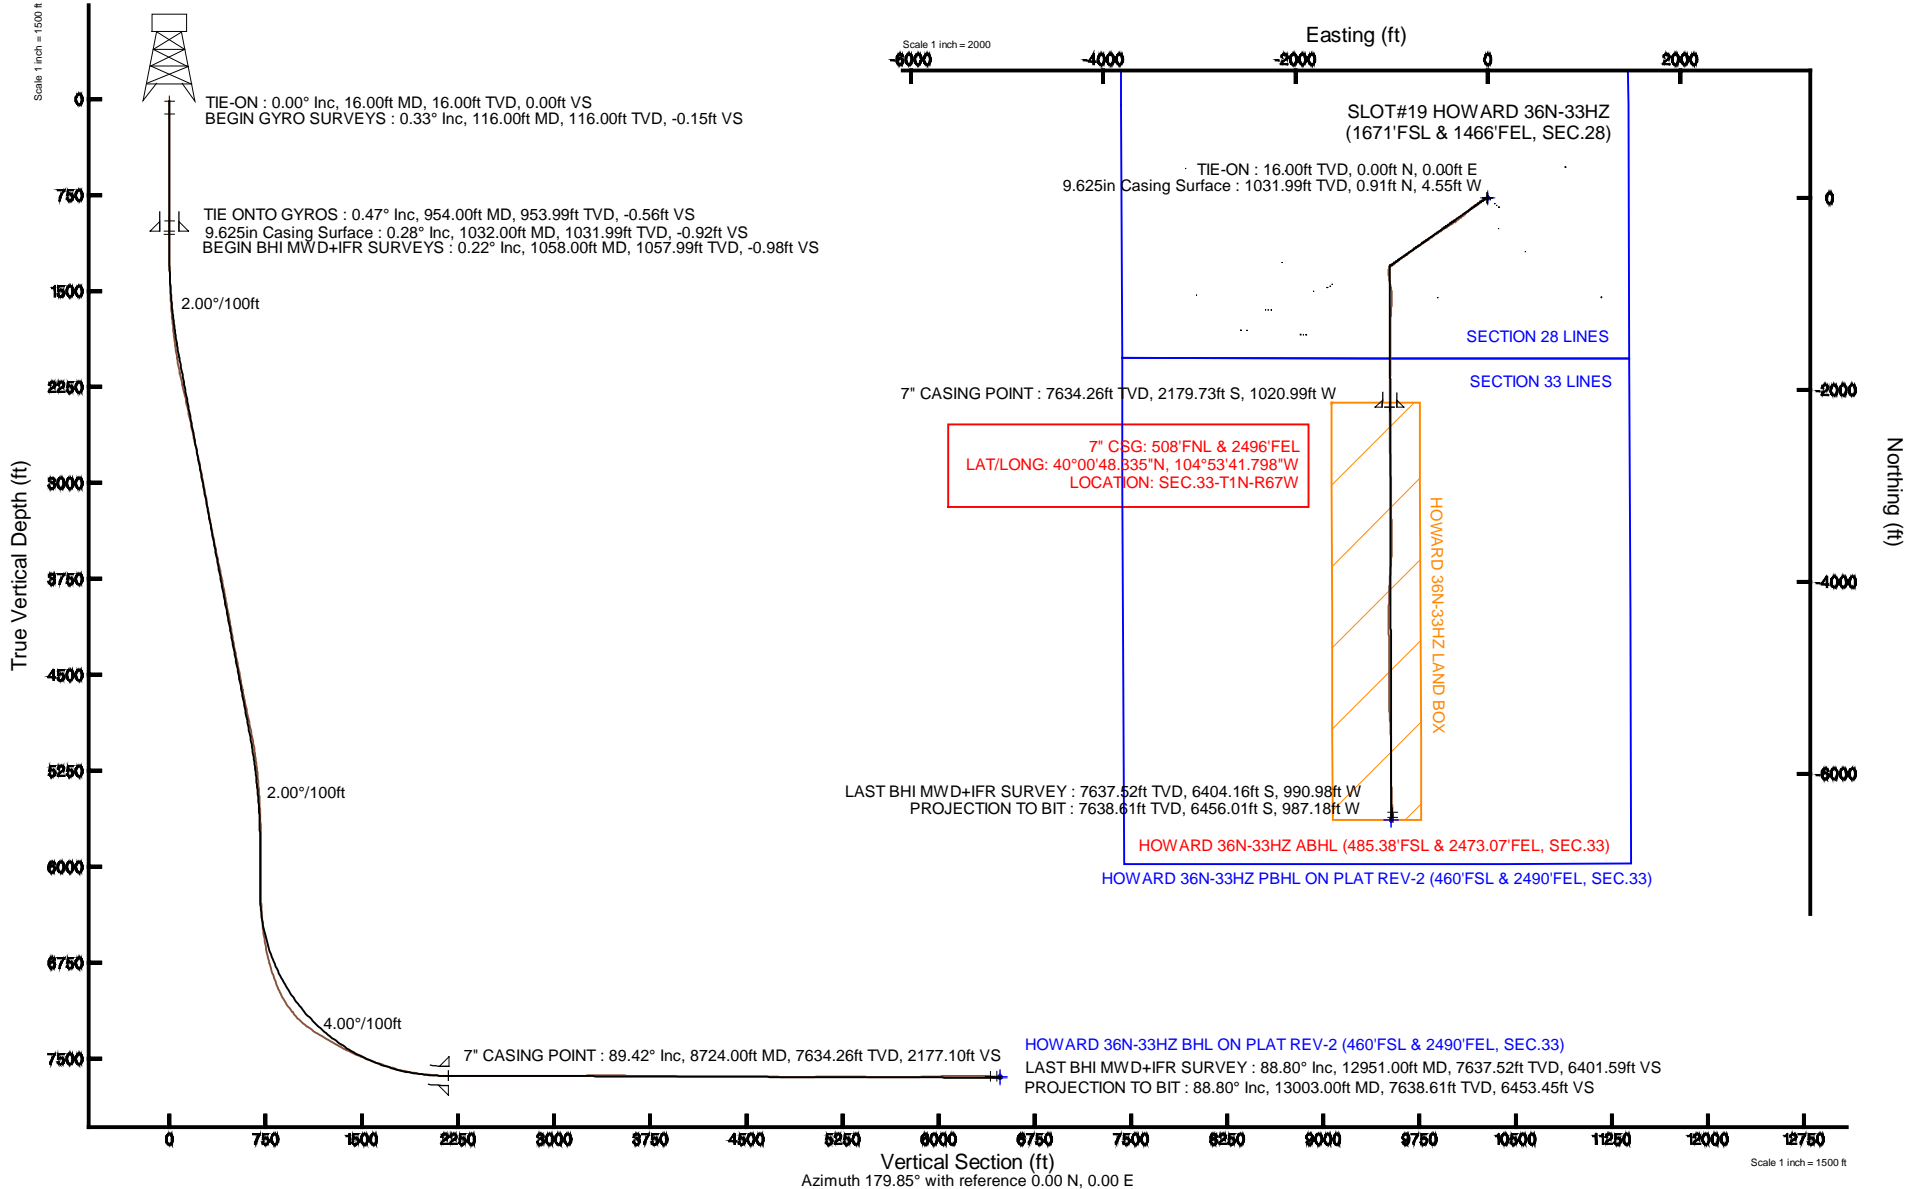 Scale 1 inch = 1500 ft
TIE-ON : 0.00° Inc, 16.00ft MD, 16.00ft TVD, 0.00ft VS
BEGIN GYRO SURVEYS : 0.33° Inc, 116.00ft MD, 116.00ft TVD, -0.15ft VS
TIE ONTO GYROS : 0.47° Inc, 954.00ft MD, 953.99ft TVD, -0.56ft VS
9.625in Casing Surface : 0.28° Inc, 1032.00ft MD, 1031.99ft TVD, -0.92ft VS
BEGIN BHI MWD+IFR SURVEYS : 0.22° Inc, 1058.00ft MD, 1057.99ft TVD, -0.98ft VS
2.00°/100ft
2.00°/100ft
4.00°/100ft
7" CASING POINT : 89.42° Inc, 8724.00ft MD, 7634.26ft TVD, 2177.10ft VS
HOWARD 36N-33HZ BHL ON PLAT REV-2 (460'FSL & 2490'FEL, SEC.33)
LAST BHI MWD+IFR SURVEY : 88.80° Inc, 12951.00ft MD, 7637.52ft TVD, 6401.59ft VS
PROJECTION TO BIT : 88.80° Inc, 13003.00ft MD, 7638.61ft TVD, 6453.45ft VS
True Vertical Depth (ft)
0
750
1500
2250
3000
3750
4500
5250
6000
6750
7500
0 750 1500 2250 3000 3750 4500 5250 6000 6750 7500 8250 9000 9750 10500 11250 12000 12750
Vertical Section (ft)
Azimuth 179.85° with reference 0.00 N, 0.00 E
Scale 1 inch = 1500 ft
Scale 1 inch = 2000
Easting (ft)
-6000 -4000 -2000 0 2000
SLOT#19 HOWARD 36N-33HZ
(1671'FSL & 1466'FEL, SEC.28)
TIE-ON : 16.00ft TVD, 0.00ft N, 0.00ft E
9.625in Casing Surface : 1031.99ft TVD, 0.91ft N, 4.55ft W
SECTION 28 LINES
SECTION 33 LINES
7" CASING POINT : 7634.26ft TVD, 2179.73ft S, 1020.99ft W
7" CSG: 508'FNL & 2496'FEL
LAT/LONG: 40°00'48.335"N, 104°53'41.798"W
LOCATION: SEC.33-T1N-R67W
HOWARD 36N-33HZ LAND BOX
LAST BHI MWD+IFR SURVEY : 7637.52ft TVD, 6404.16ft S, 990.98ft W
PROJECTION TO BIT : 7638.61ft TVD, 6456.01ft S, 987.18ft W
HOWARD 36N-33HZ ABHL (485.38'FSL & 2473.07'FEL, SEC.33)
HOWARD 36N-33HZ PBHL ON PLAT REV-2 (460'FSL & 2490'FEL, SEC.33)
0
-2000
-4000
-6000
Northing (ft)